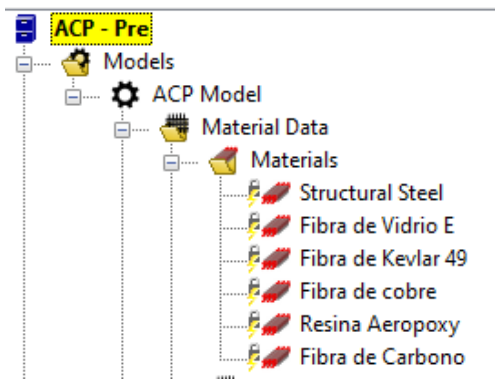 ACP - Pre
Models
ACP Model
Material Data
Materials
Structural Steel
Fibra de Vidrio E
Fibra de Kevlar 49
Fibra de cobre
Resina Aeropoxy
Fibra de Carbono